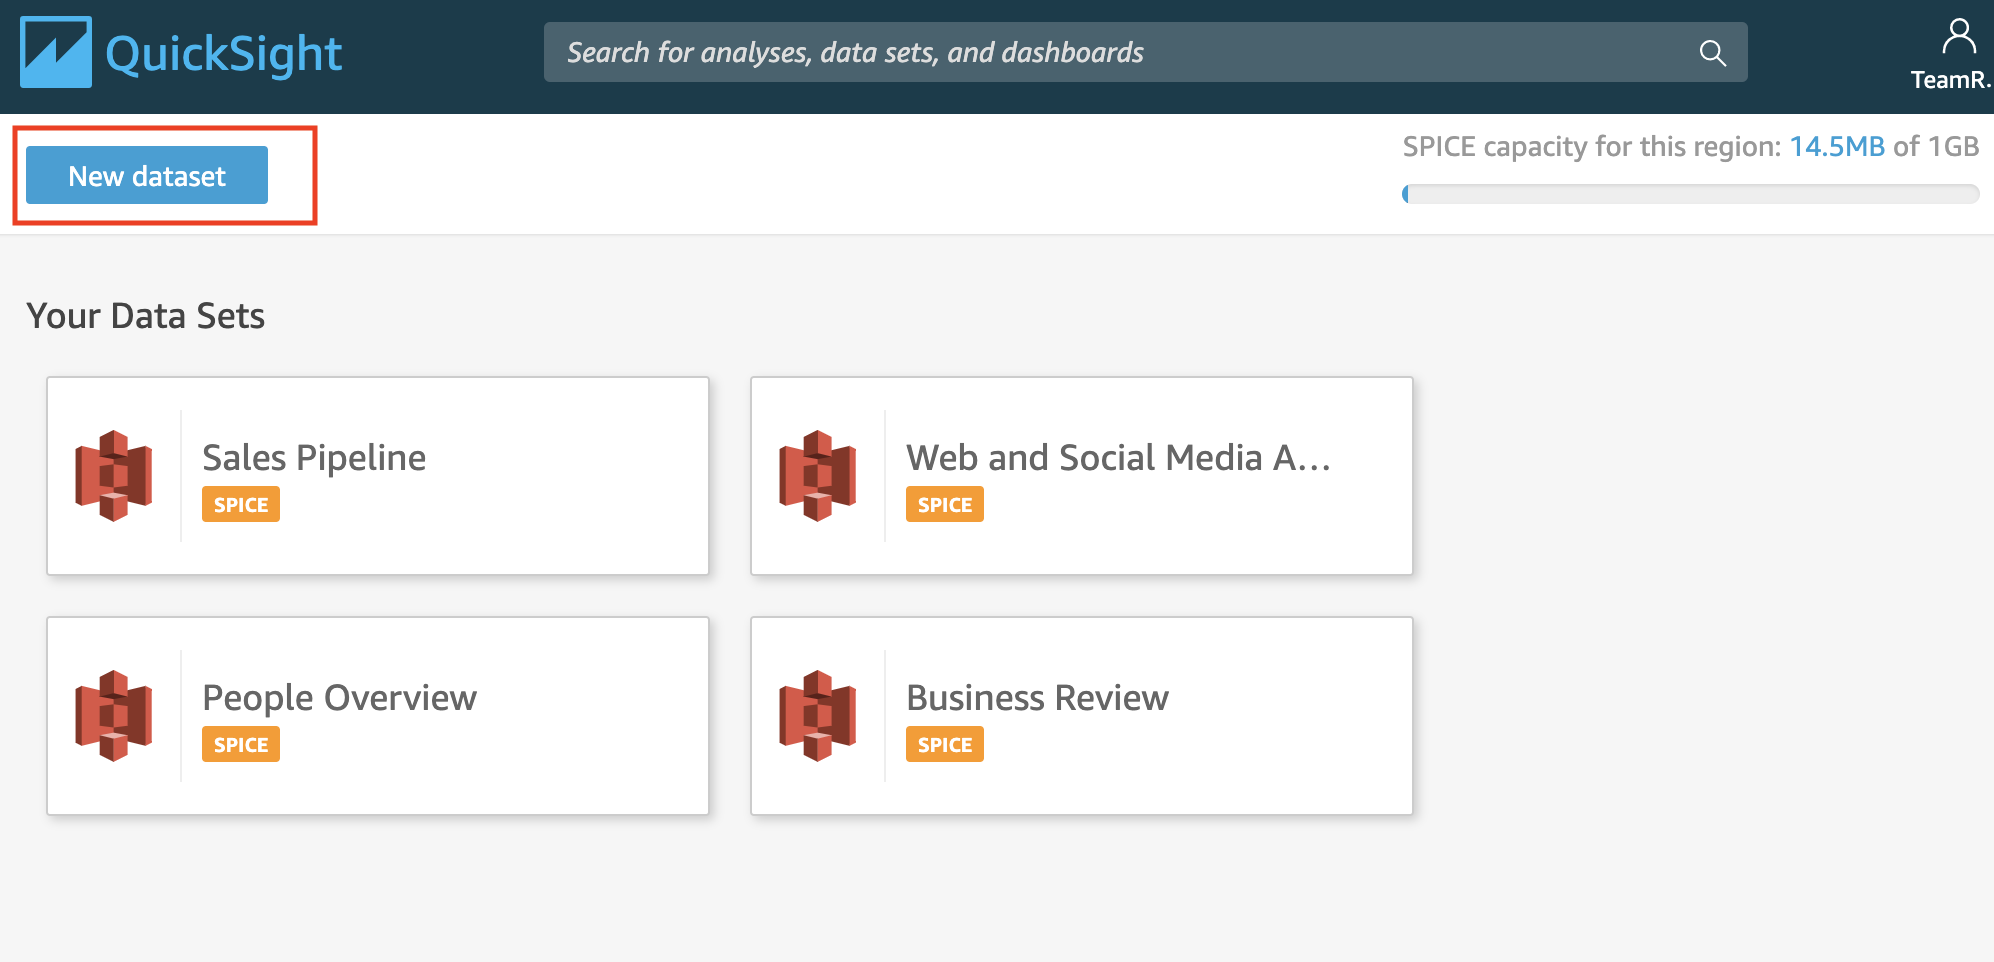 QuickSight
Search for analyses, data sets, and dashboards
TeamR.
New dataset
SPICE capacity for this region: 14.5MB of 1GB
Your Data Sets
Sales Pipeline
SPICE
Web and Social Media A...
SPICE
People Overview
SPICE
Business Review
SPICE